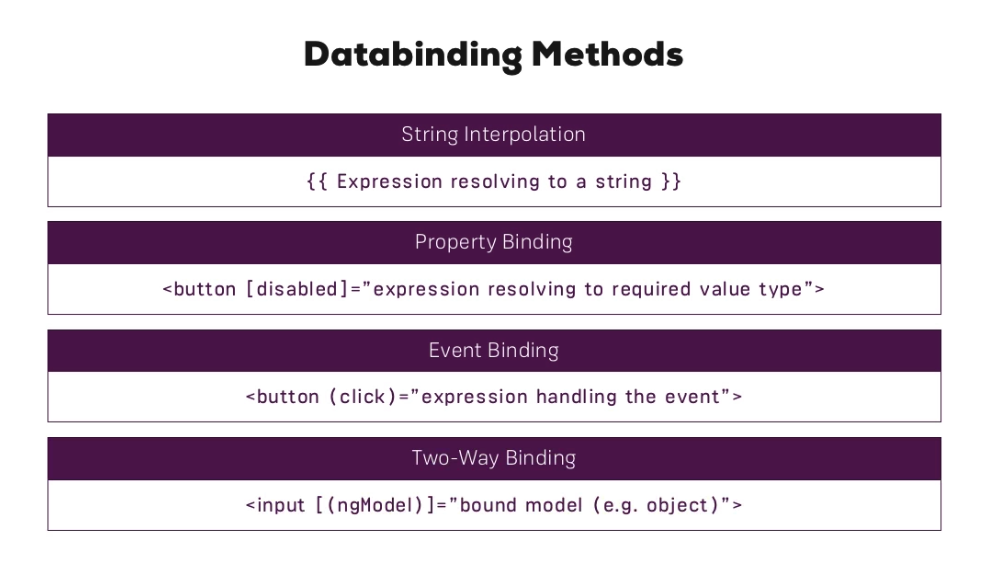 Databinding Methods
String Interpolation
{{ Expression resolving to a string }}
Property Binding
<button [disabled]=”expression resolving to required value type”>
Event Binding
<button (click)=”expression handling the event”>
Two-Way Binding
<input [(ngModel)]=”bound model (e.g. object)”>